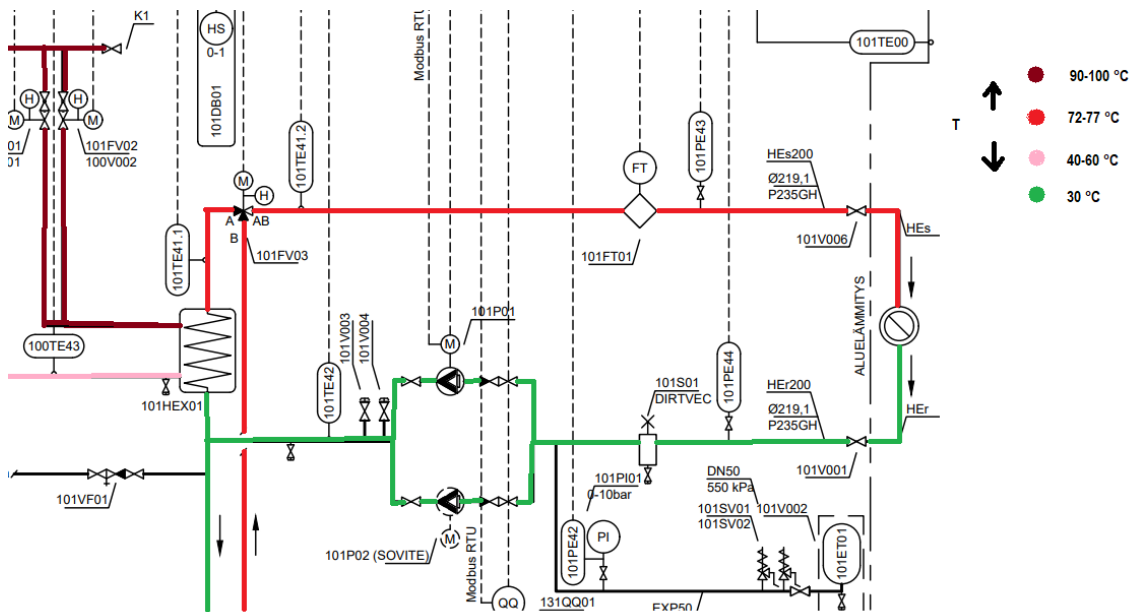 K1
HS
0-1
101DB01
Modbus RTU
101TE00
90-100 °C
H
H
M
M
01
01
101FV02
100V002
101TE41.2
101PE43
T
72-77 °C
HEs200
Ø219,1
P235GH
FT
40-60 °C
M
H
30 °C
A
AB
B
101TE41.1
101FV03
101FT01
101V006
HEs
100TE43
101V003
101V004
101P01
M
ALUELÄMMITYS
101TE42
101PE44
101S01
DIRTVEC
HEr200
Ø219,1
P235GH
HEr
101HEX01
101V001
101VF01
101PI01
0-10bar
DN50
550 kPa
101SV01
101SV02
101V002
101P02 (SOVITE)
M
Modbus RTU
101PE42
PI
101ET01
QQ
131QQ01
EXP50